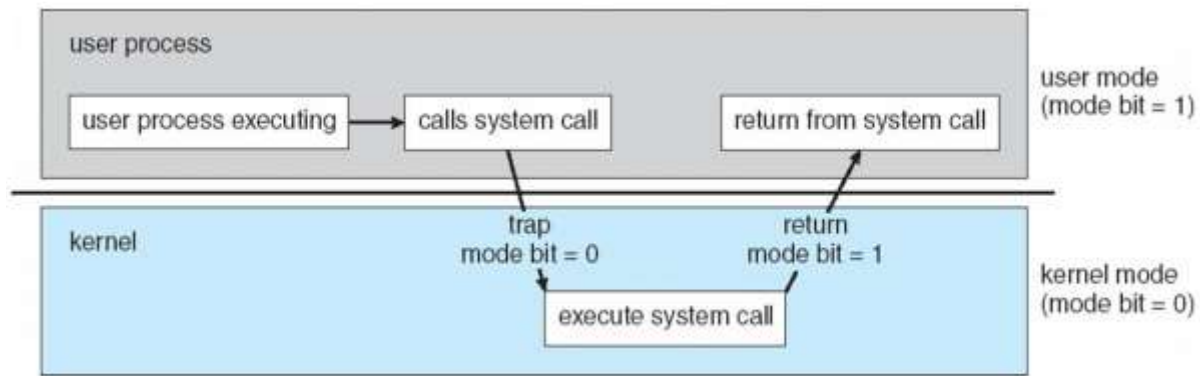 user process
user process executing
calls system call
return from system call
user mode
(mode bit = 1)
kernel
trap
mode bit = 0
return
mode bit = 1
execute system call
kernel mode
(mode bit = 0)